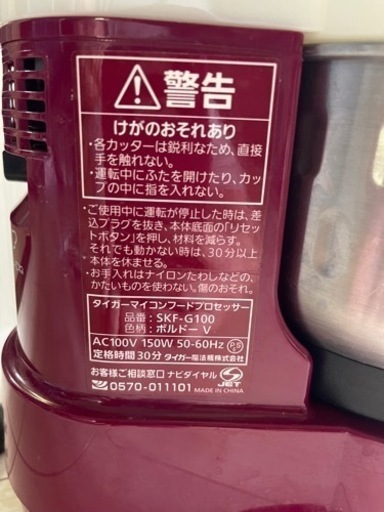 警告
けがのおそれあり
・各カッターは鋭利なため、直接
手を触れない。
・運転中にふたを開けたり、カッ
プの中に指を入れない。
・ご使用中に運転が停止した時は、差
込プラグを抜き、本体底面の「リセッ
トボタン」を押し、材料を減らす。
それでも動かない時は、30分以上
本体を休ませる。
・お手入れはナイロンたわしなどの、
かたいものを使わない。傷のおそれ。
タイガーマイコンフードプロセッサー
品番：SKF-G100
色柄：ボルドー V
AC100V 150W 50-60Hz
定格時間30分 タイガー魔法瓶株式会社
お客様ご相談窓口 ナビダイヤル
0570-011101 MADE IN CHINA
JET